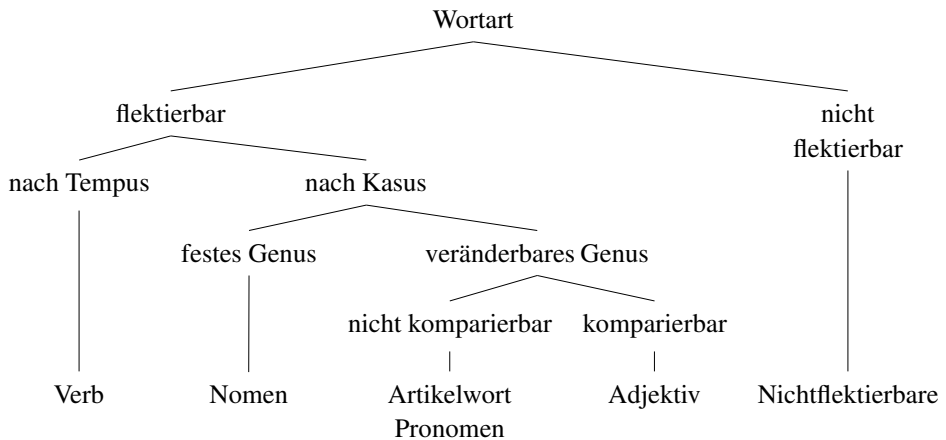 Wortart
flektierbar
nicht
flektierbar
nach Tempus
nach Kasus
festes Genus
veränderbares Genus
nicht komparierbar
komparierbar
Verb
Nomen
Artikelwort
Pronomen
Adjektiv
Nichtflektierbare